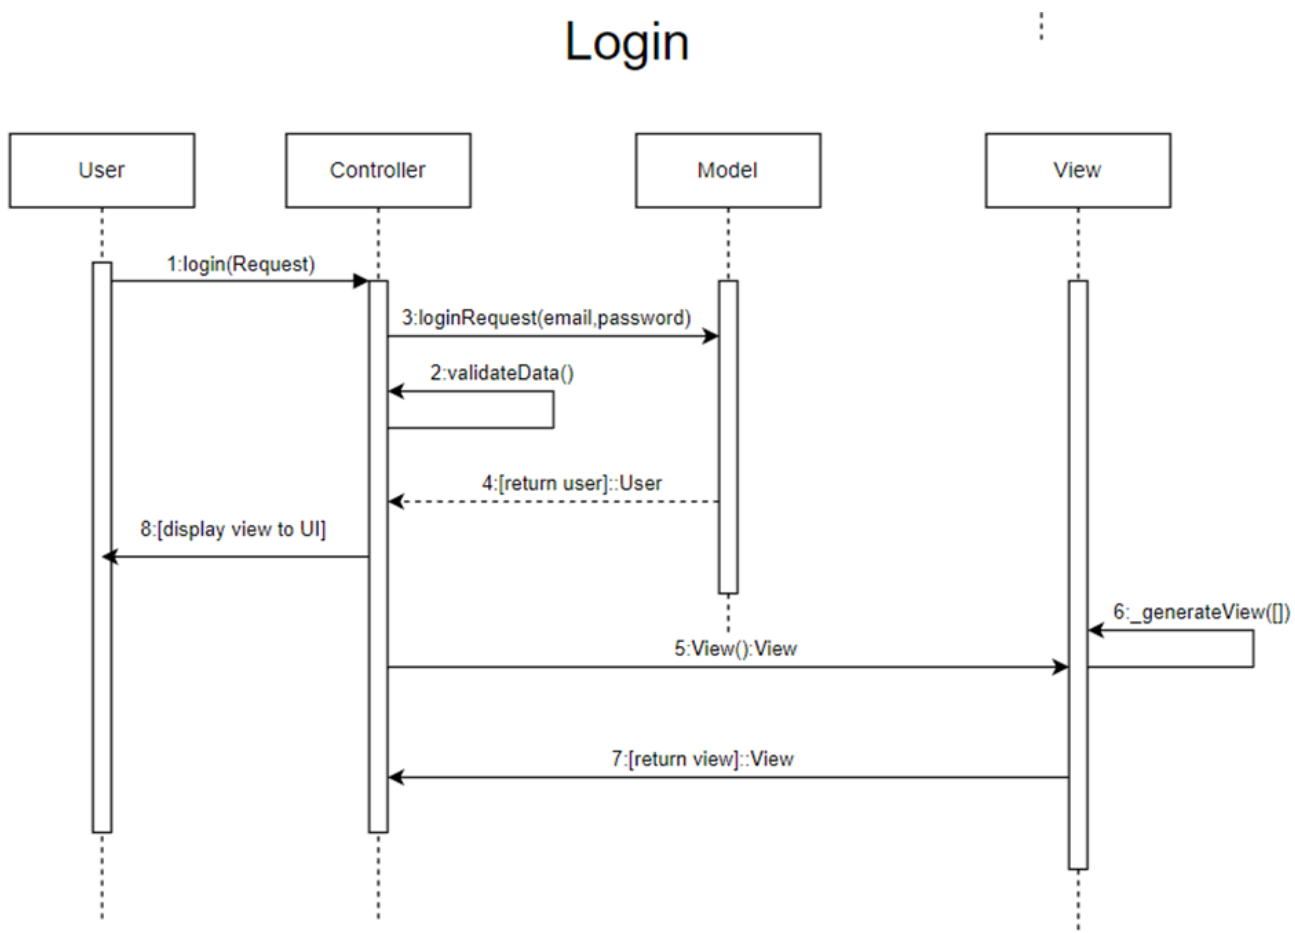 Login
User
Controller
Model
View
1:login(Request)
3:loginRequest(email,password)
2:validateData()
4:[return user]::User
8:[display view to UI]
6:_generateView([])
5:View():View
7:[return view]::View